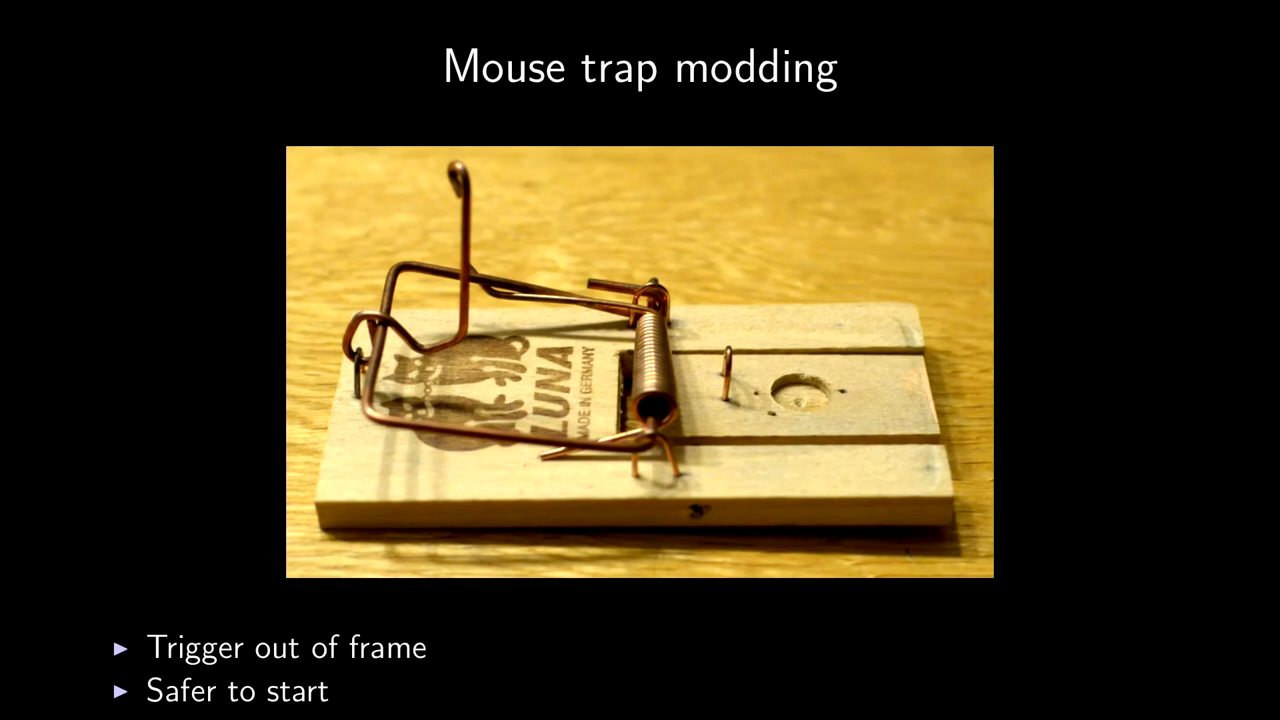 Mouse trap modding
LUNA
MADE IN GERMANY
Trigger out of frame
Safer to start